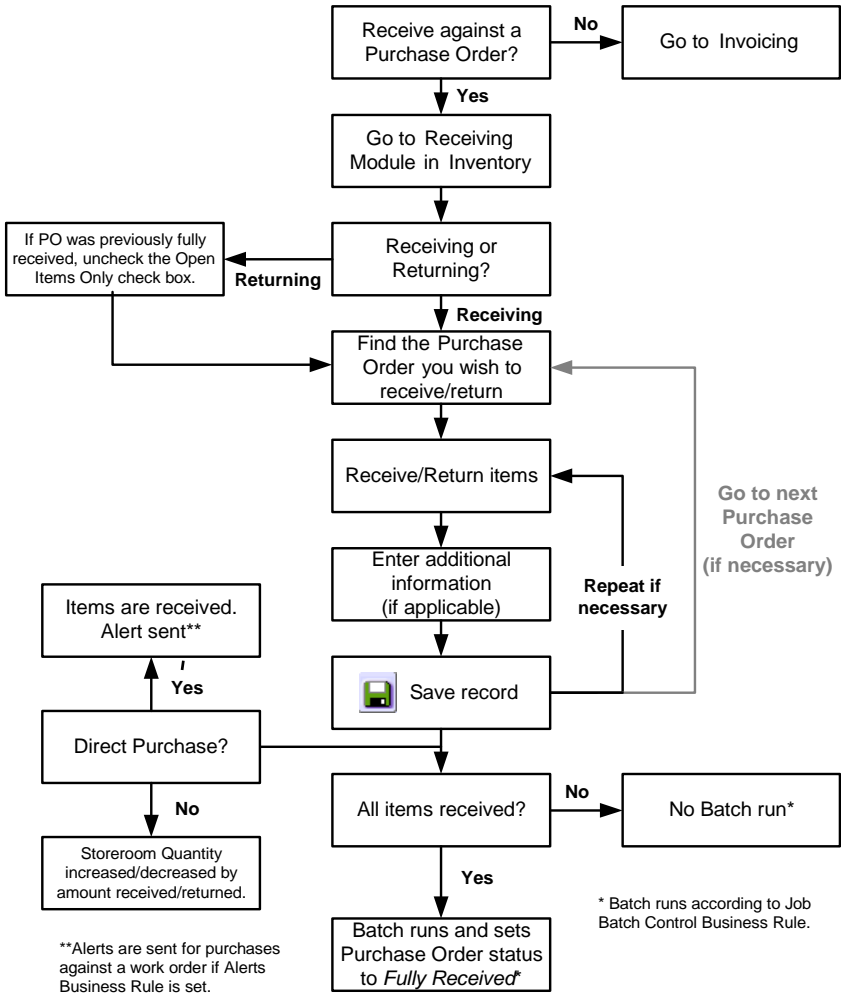 Receive against a
Purchase Order?
No
Go to Invoicing
Yes
Go to Receiving
Module in Inventory
If PO was previously fully
received, uncheck the Open
Items Only check box.
Returning
Receiving or
Returning?
Receiving
Find the Purchase
Order you wish to
receive/return
Receive/Return items
Go to next
Purchase
Order
(if necessary)
Enter additional
information
(if applicable)
Repeat if
necessary
Items are received.
Alert sent**
Yes
Save record
Direct Purchase?
No
All items received?
No
No Batch run*
Storeroom Quantity
increased/decreased by
amount received/returned.
Yes
* Batch runs according to Job
Batch Control Business Rule.
Batch runs and sets
Purchase Order status
to Fully Received*
**Alerts are sent for purchases
against a work order if Alerts
Business Rule is set.